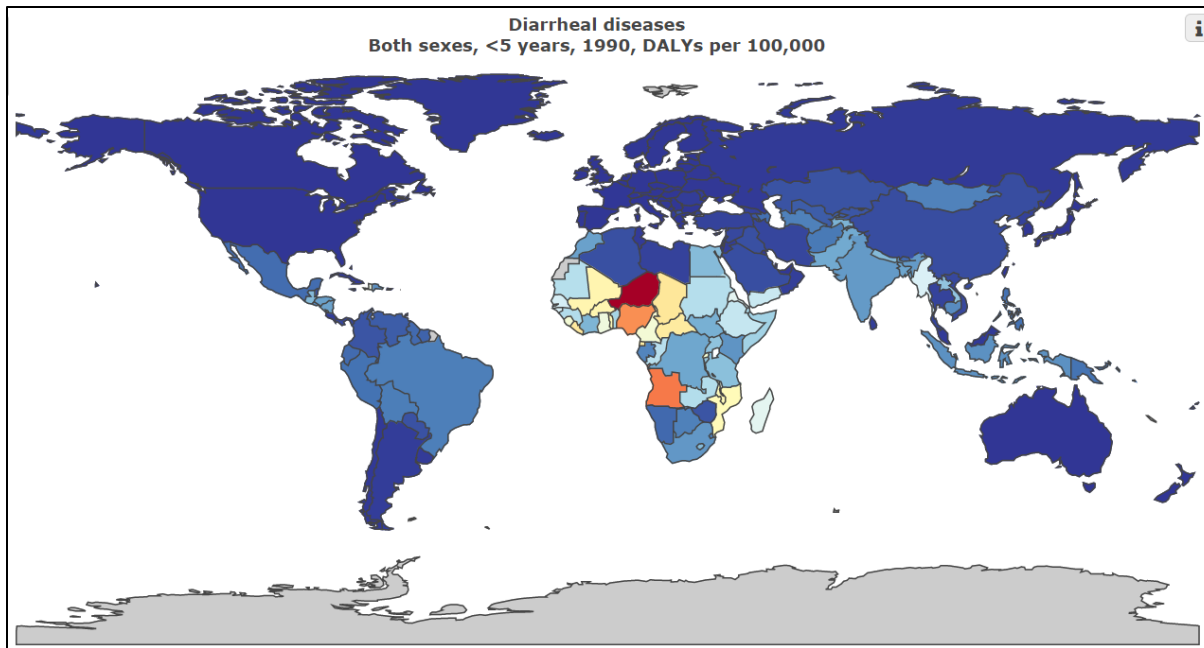 Diarrheal diseases
Both sexes, <5 years, 1990, DALYs per 100,000
i